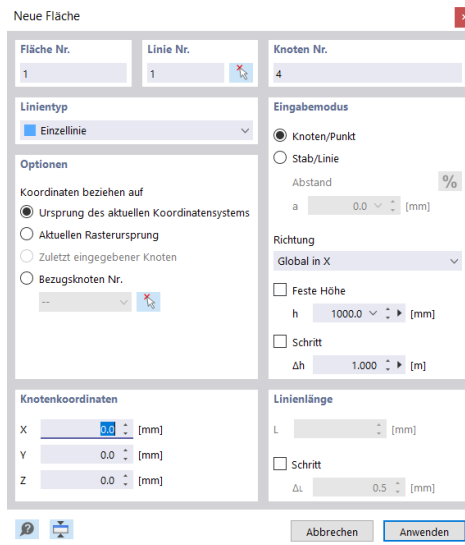 Neue Fläche
Fläche Nr.
1
Linie Nr.
1
Knoten Nr.
4
Linientyp
Einzellinie
Optionen
Koordinaten beziehen auf
Ursprung des aktuellen Koordinatensystems
Aktuellen Rasterursprung
Zuletzt eingegebener Knoten
Bezugsknoten Nr.
--
Eingabemodus
Knoten/Punkt
Stab/Linie
Abstand
%
a 0.0 [mm]
Richtung
Global in X
Feste Höhe
h 1000.0 [mm]
Schritt
Δh 1.000 [m]
Knotenkoordinaten
X 0.0 [mm]
Y 0.0 [mm]
Z 0.0 [mm]
Linienlänge
L [mm]
Schritt
ΔL 0.5 [mm]
Abbrechen Anwenden